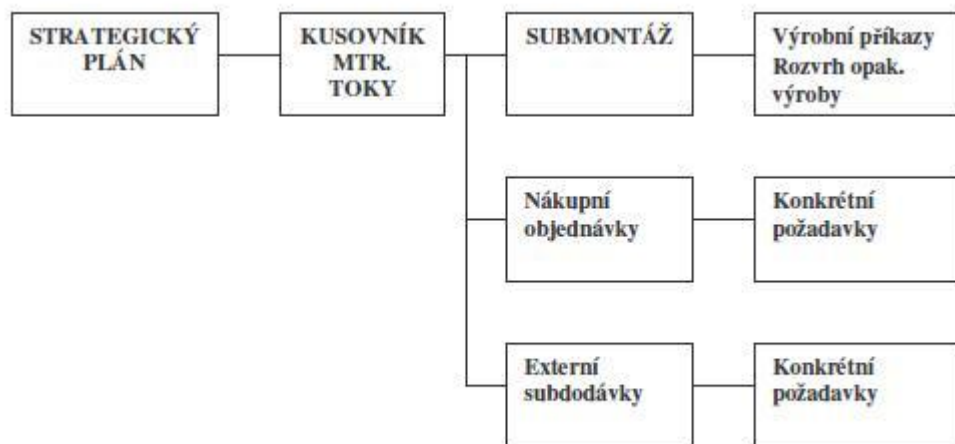 STRATEGICKÝ
PLÁN
KUSOVNÍK
MTR.
TOKY
SUBMONTÁŽ
Výrobní příkazy
Rozvrh opak.
výroby
Nákupní
objednávky
Konkrétní
požadavky
Externí
subdodávky
Konkrétní
požadavky